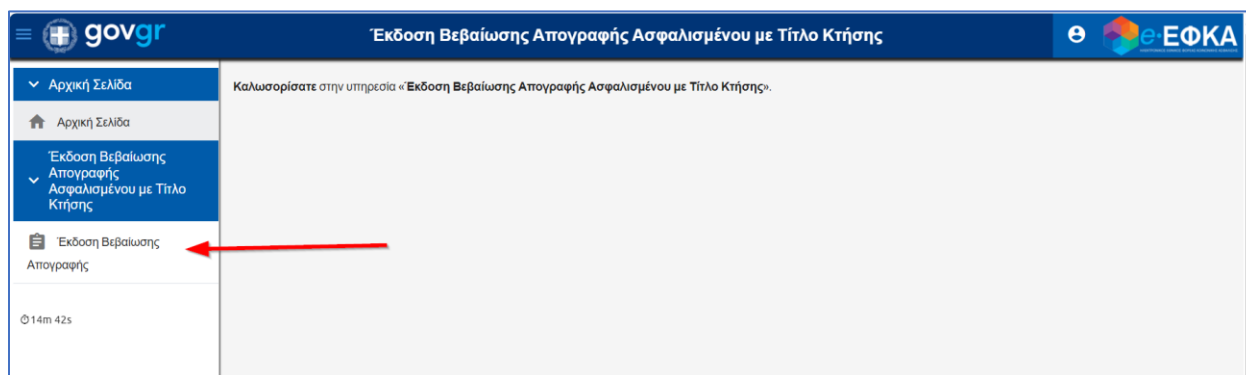 govgr
Έκδοση Βεβαίωσης Απογραφής Ασφαλισμένου με Τίτλο Κτήσης
e-ΕΦΚΑ
Αρχική Σελίδα
Καλωσορίσατε στην υπηρεσία «Έκδοση Βεβαίωσης Απογραφής Ασφαλισμένου με Τίτλο Κτήσης».
Αρχική Σελίδα
Έκδοση Βεβαίωσης
Απογραφής
Ασφαλισμένου με Τίτλο
Κτήσης
Έκδοση Βεβαίωσης
Απογραφής
14m 42s